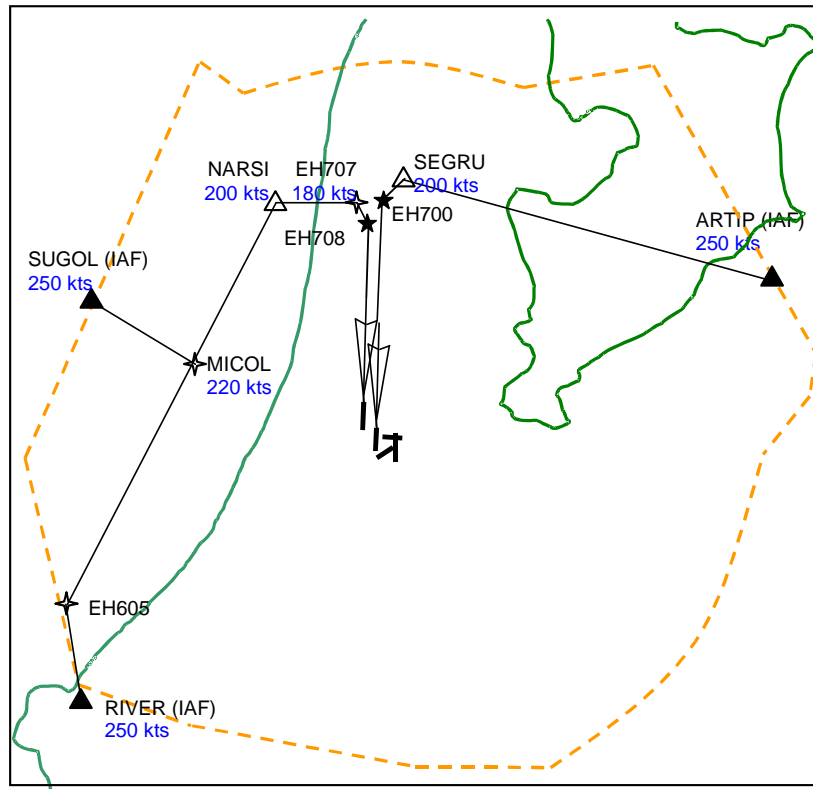 SEGRU
200 kts
NARSI
200 kts
EH707
180 kts
EH700
EH708
ARTIP (IAF)
250 kts
SUGOL (IAF)
250 kts
MICOL
220 kts
EH605
RIVER (IAF)
250 kts